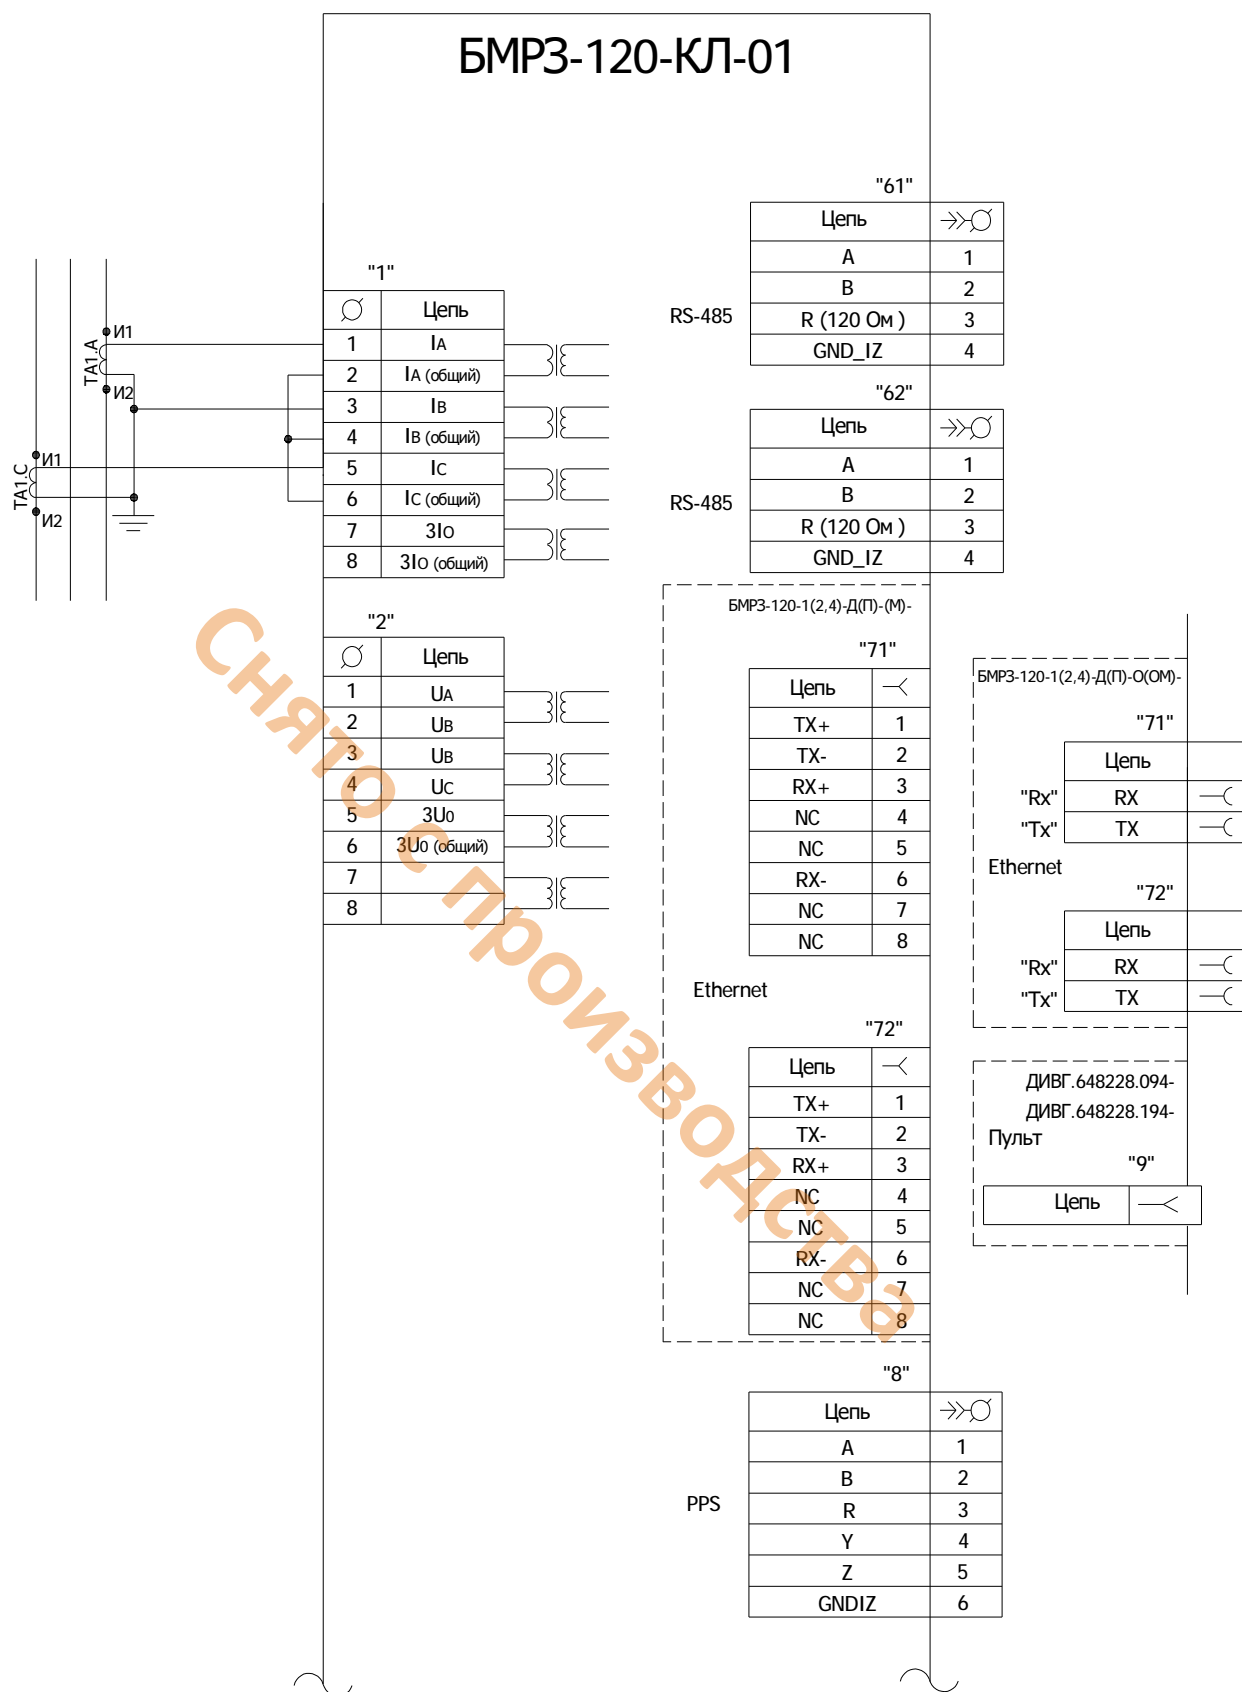 БМРЗ-120-КЛ-01
"1"
Цепь
1 IA
2 IA (общий)
3 IB
4 IB (общий)
5 IC
6 IC (общий)
7 3IO
8 3IO (общий)
И1
ТА1.А
И2
И1
ТА1.С
И2
"2"
Цепь
1 UA
2 UB
3 UB
4 UC
5 3U0
6 3U0 (общий)
7
8
"61"
Цепь
RS-485
A 1
B 2
R (120 Ом ) 3
GND_IZ 4
"62"
Цепь
RS-485
A 1
B 2
R (120 Ом ) 3
GND_IZ 4
БМРЗ-120-1(2,4)-Д(П)-(М)-
"71"
Цепь
TX+ 1
TX- 2
RX+ 3
NC 4
NC 5
RX- 6
NC 7
NC 8
Ethernet
"72"
Цепь
TX+ 1
TX- 2
RX+ 3
NC 4
NC 5
RX- 6
NC 7
NC 8
"8"
Цепь
PPS
A 1
B 2
R 3
Y 4
Z 5
GNDIZ 6
БМРЗ-120-1(2,4)-Д(П)-О(ОМ)-
"71"
Цепь
"Rx" RX
"Tx" TX
Ethernet
"72"
Цепь
"Rx" RX
"Tx" TX
ДИВГ.648228.094-
ДИВГ.648228.194-
Пульт
"9"
Цепь
Снято с производства